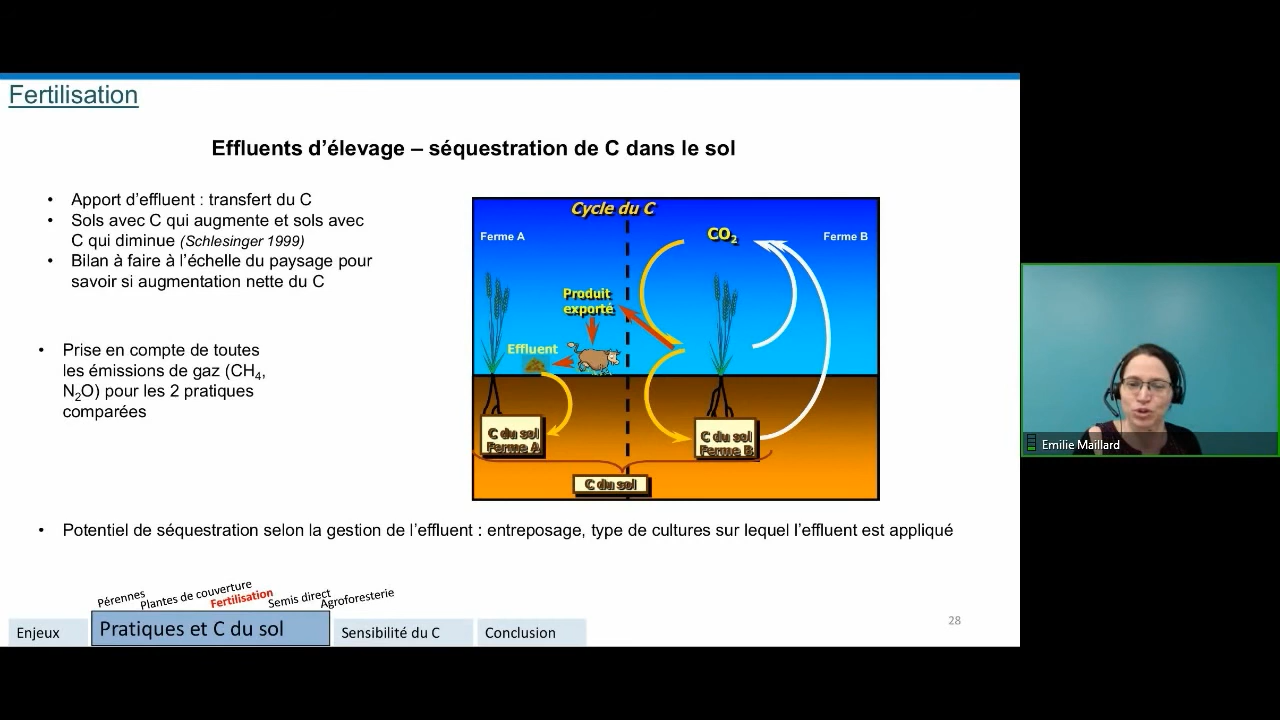 Fertilisation
Effluents d'élevage – séquestration de C dans le sol
• Apport d'effluent : transfert du C
• Sols avec C qui augmente et sols avec
C qui diminue (Schlesinger 1999)
• Bilan à faire à l'échelle du paysage pour
savoir si augmentation nette du C
• Prise en compte de toutes
les émissions de gaz (CH4,
N2O) pour les 2 pratiques
comparées
Cycle du C
Ferme A
CO2
Ferme B
Produit
exporté
Effluent
C du sol
Ferme A
C du sol
Ferme B
C du sol
• Potentiel de séquestration selon la gestion de l'effluent : entreposage, type de cultures sur lequel l'effluent est appliqué
Pérennes
Plantes de couverture
Fertilisation
Semis direct
Agroforesterie
Enjeux
Pratiques et C du sol
Sensibilité du C
Conclusion
28
Emilie Maillard